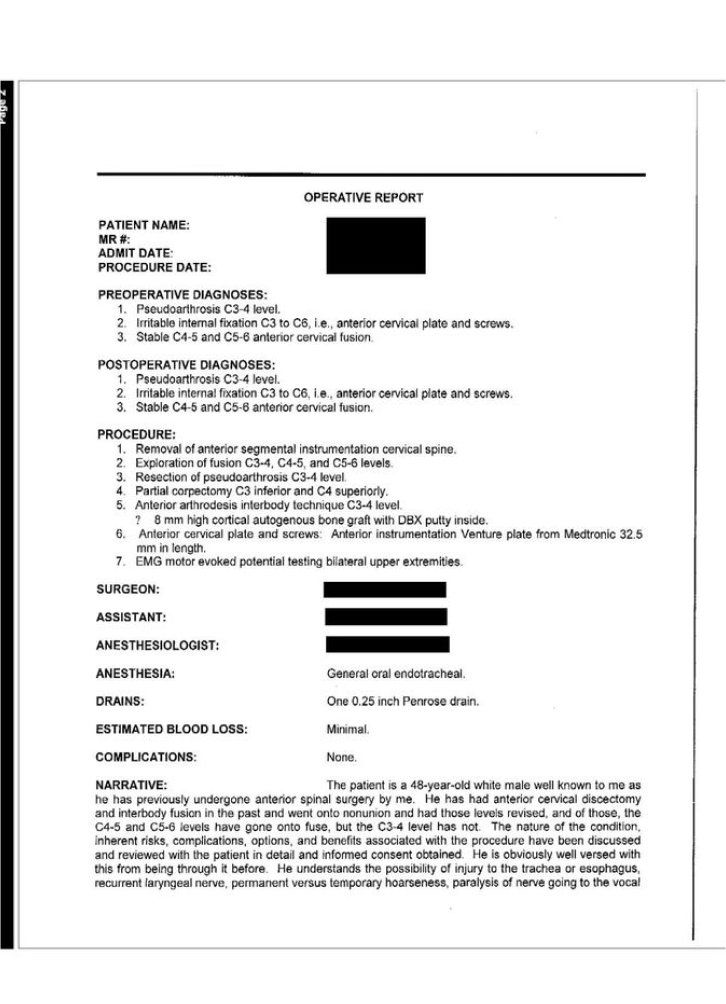 Page 2
OPERATIVE REPORT
PATIENT NAME:
MR #:
ADMIT DATE:
PROCEDURE DATE:
PREOPERATIVE DIAGNOSES:
1. Pseudoarthrosis C3-4 level.
2. Irritable internal fixation C3 to C6, i.e., anterior cervical plate and screws.
3. Stable C4-5 and C5-6 anterior cervical fusion.
POSTOPERATIVE DIAGNOSES:
1. Pseudoarthrosis C3-4 level.
2. Irritable internal fixation C3 to C6, i.e., anterior cervical plate and screws.
3. Stable C4-5 and C5-6 anterior cervical fusion.
PROCEDURE:
1. Removal of anterior segmental instrumentation cervical spine.
2. Exploration of fusion C3-4, C4-5, and C5-6 levels.
3. Resection of pseudoarthrosis C3-4 level.
4. Partial corpectomy C3 inferior and C4 superiorly.
5. Anterior arthrodesis interbody technique C3-4 level.
? 8 mm high cortical autogenous bone graft with DBX putty inside.
6. Anterior cervical plate and screws: Anterior instrumentation Venture plate from Medtronic 32.5
mm in length.
7. EMG motor evoked potential testing bilateral upper extremities.
SURGEON:
ASSISTANT:
ANESTHESIOLOGIST:
ANESTHESIA: General oral endotracheal.
DRAINS: One 0.25 inch Penrose drain.
ESTIMATED BLOOD LOSS: Minimal.
COMPLICATIONS: None.
NARRATIVE: The patient is a 48-year-old white male well known to me as
he has previously undergone anterior spinal surgery by me. He has had anterior cervical discectomy
and interbody fusion in the past and went onto nonunion and had those levels revised, and of those, the
C4-5 and C5-6 levels have gone onto fuse, but the C3-4 level has not. The nature of the condition,
inherent risks, complications, options, and benefits associated with the procedure have been discussed
and reviewed with the patient in detail and informed consent obtained. He is obviously well versed with
this from being through it before. He understands the possibility of injury to the trachea or esophagus,
recurrent laryngeal nerve, permanent versus temporary hoarseness, paralysis of nerve going to the vocal